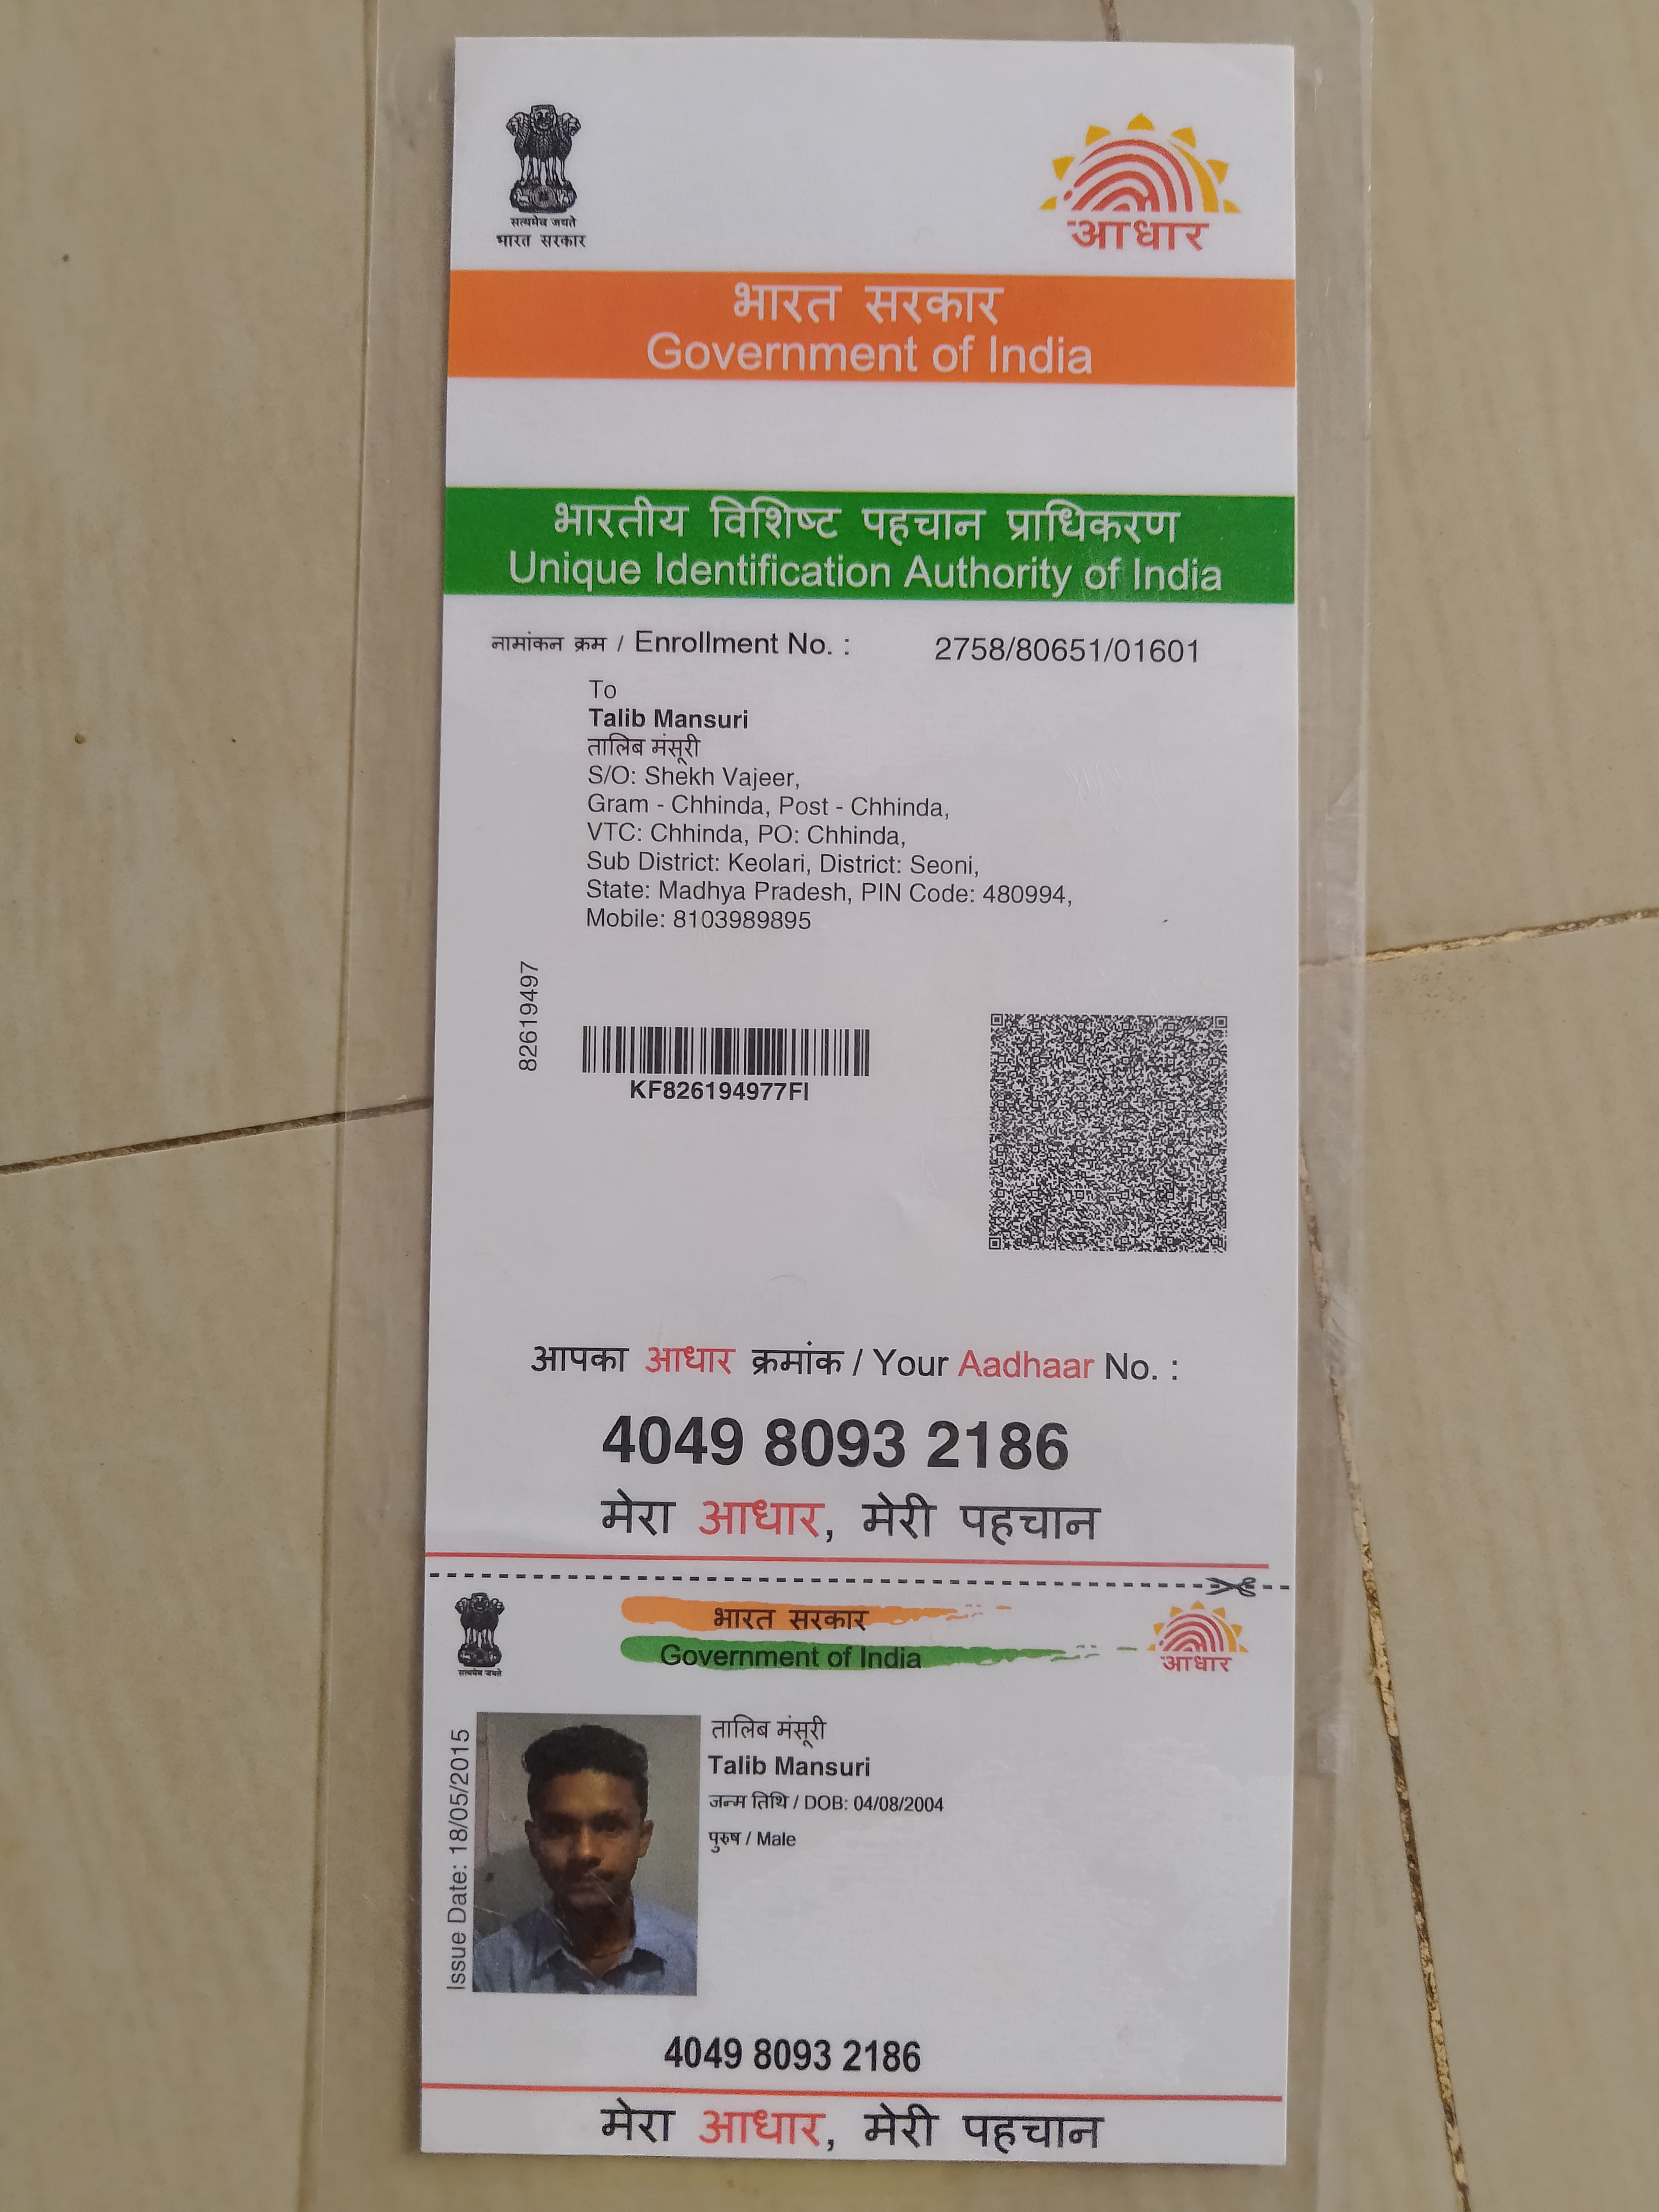 सत्यमेव जयते
भारत सरकार
आधार
भारत सरकार
Government of India
भारतीय विशिष्ट पहचान प्राधिकरण
Unique Identification Authority of India
नामांकन क्रम / Enrollment No. : 2758/80651/01601
To
Talib Mansuri
तालिब मंसूरी
S/O: Shekh Vajeer,
Gram - Chhinda, Post - Chhinda,
VTC: Chhinda, PO: Chhinda,
Sub District: Keolari, District: Seoni,
State: Madhya Pradesh, PIN Code: 480994,
Mobile: 8103989895
82619497
KF826194977FI
आपका आधार क्रमांक / Your Aadhaar No. :
4049 8093 2186
मेरा आधार, मेरी पहचान
सत्यमेव जयते
भारत सरकार
Government of India
आधार
Issue Date: 18/05/2015
तालिब मंसूरी
Talib Mansuri
जन्म तिथि / DOB: 04/08/2004
पुरुष / Male
4049 8093 2186
मेरा आधार, मेरी पहचान